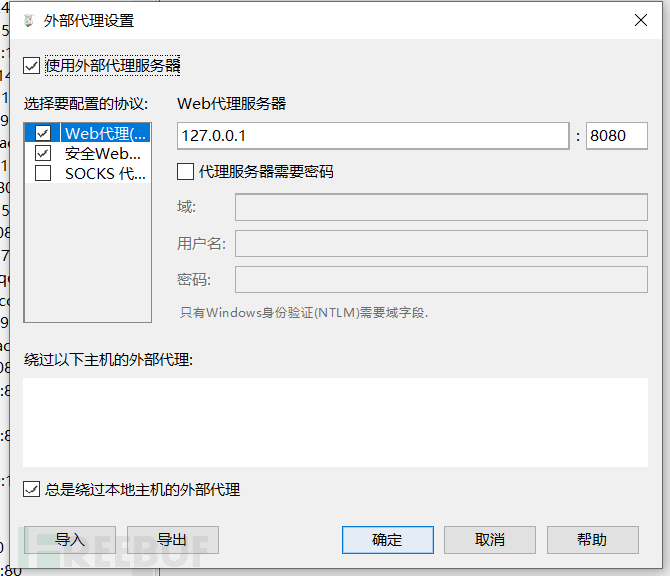 外部代理设置
使用外部代理服务器
选择要配置的协议:
Web代理服务器
Web代理(...
安全Web...
SOCKS 代...
127.0.0.1 : 8080
代理服务器需要密码
域:
用户名:
密码:
只有Windows身份验证(NTLM)需要域字段.
绕过以下主机的外部代理:
总是绕过本地主机的外部代理
导入 导出 确定 取消 帮助
FREEBUF
:80